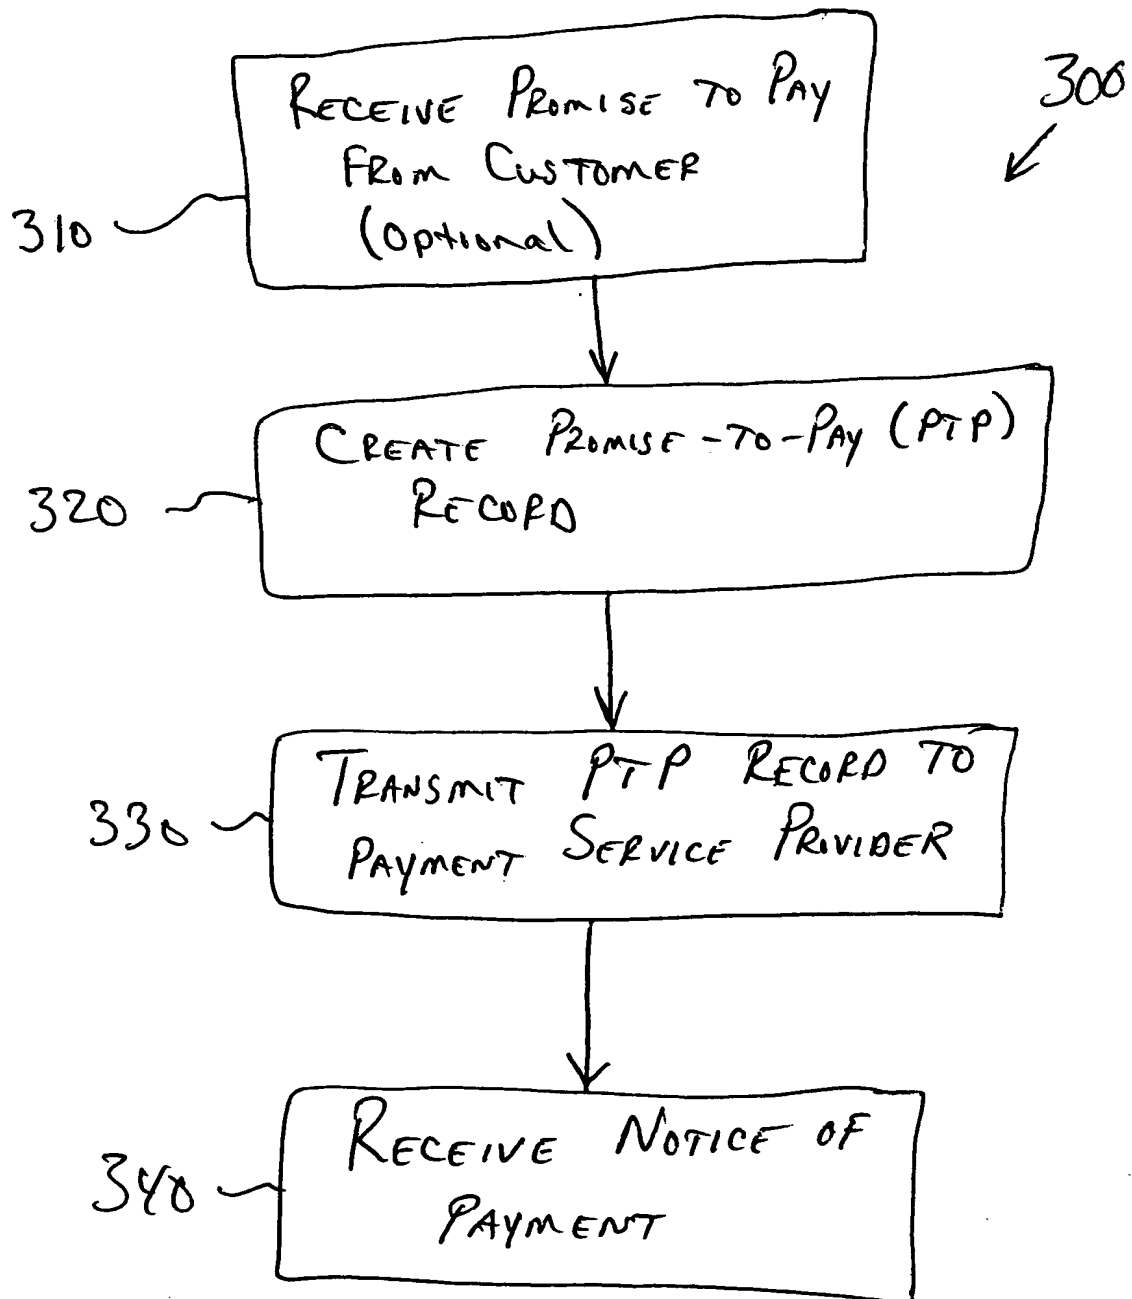 300
RECEIVE PROMISE TO PAY
FROM CUSTOMER
(optional)
310
CREATE PROMISE-TO-PAY (PTP)
RECORD
320
TRANSMIT PTP RECORD TO
PAYMENT SERVICE PROVIDER
330
RECEIVE NOTICE OF
PAYMENT
340